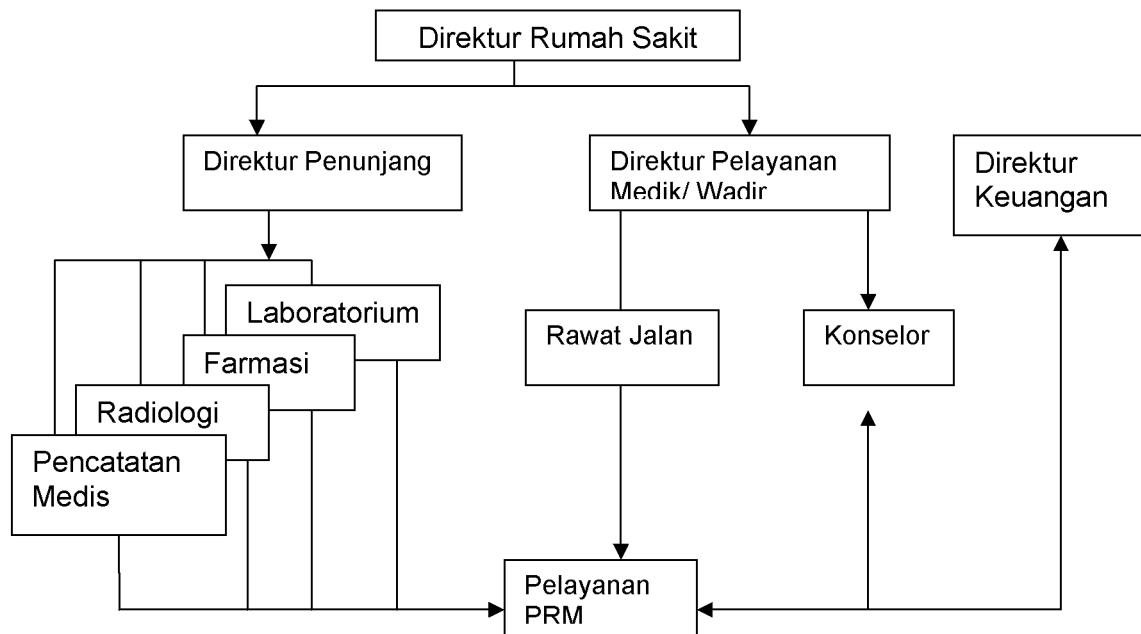 Direktur Rumah Sakit
Direktur Penunjang
Direktur Pelayanan
Medik/ Wadir
Direktur
Keuangan
Laboratorium
Farmasi
Radiologi
Pencatatan
Medis
Rawat Jalan
Konselor
Pelayanan
PRM